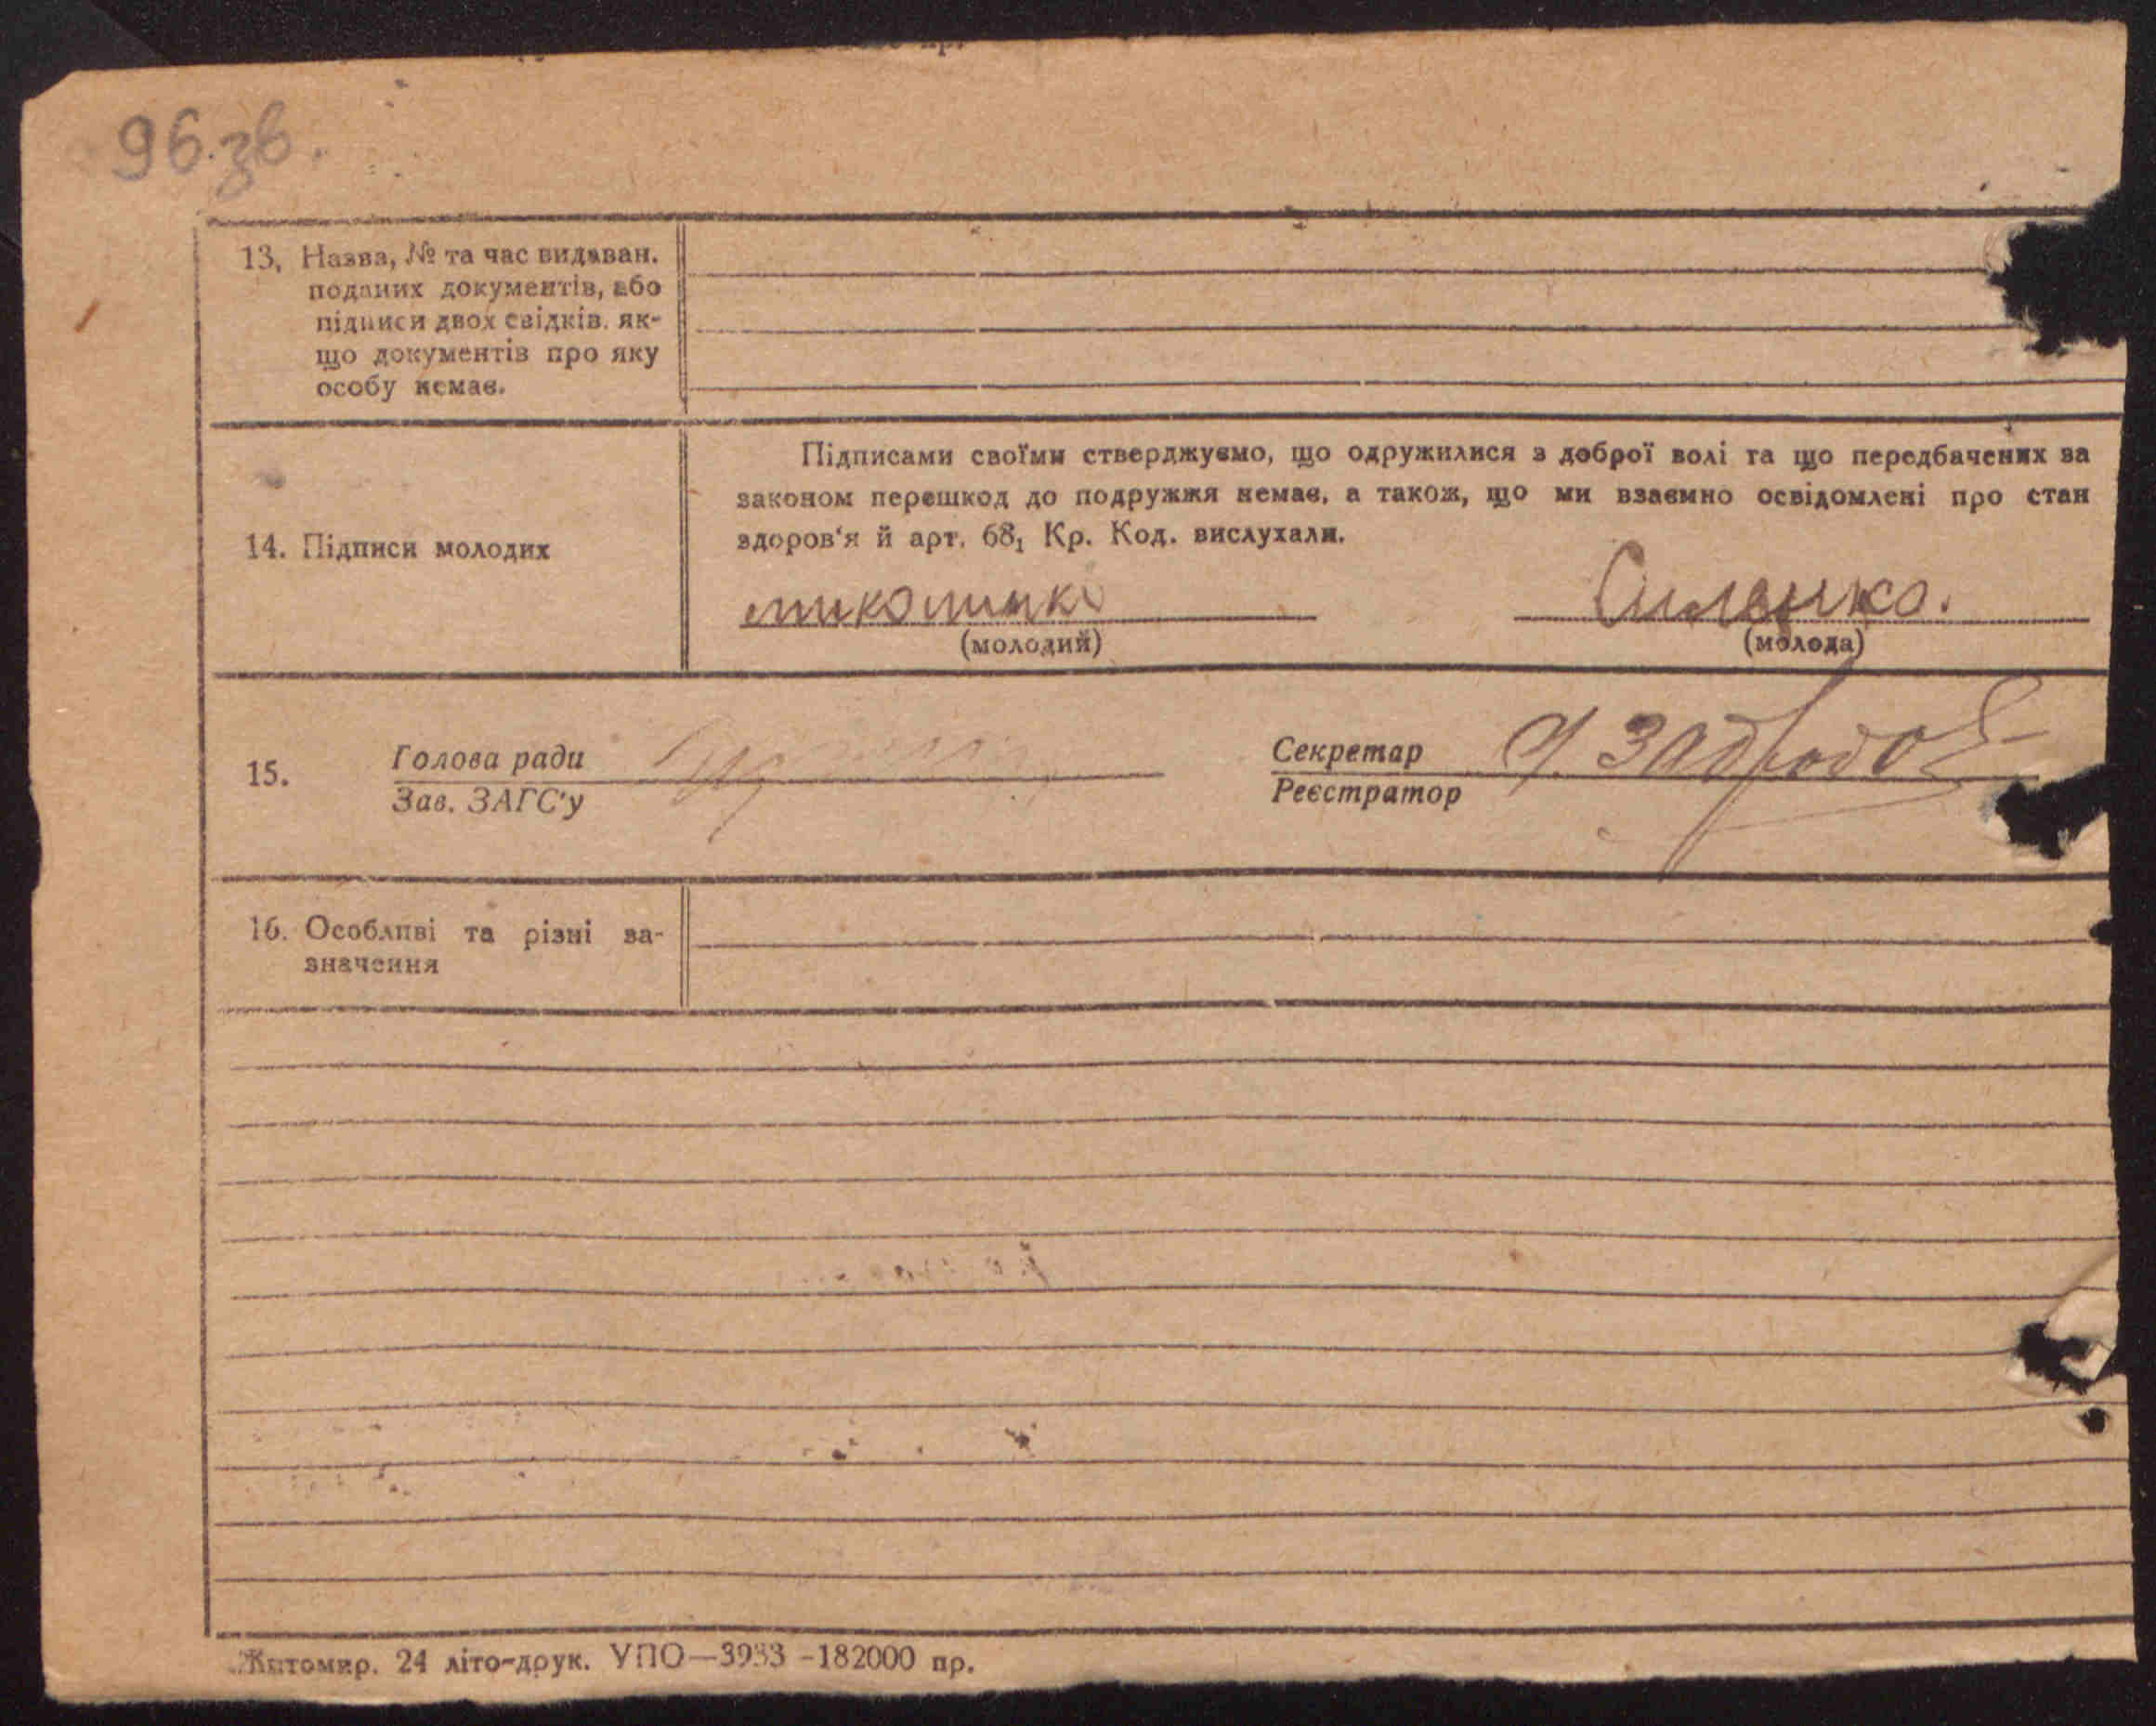 96.зв.
13. Назва, № та час видаван.
поданих документів, або
підписи двох свідків, як-
що документів про яку
особу немає.
Підписами своїми стверджуємо, що одружилися з доброї волі та що передбачених за
законом перешкод до подружжя немає, а також, що ми взаємно освідомлені про стан
здоров'я й арт. 68₁ Кр. Код. вислухали.
14. Підписи молодих
(молодий)
(молода)
15.
Голова ради
Зав. ЗАГС'у
Секретар
Реєстратор
16. Особливі та різні за-
значення
Житомир. 24 літо-друк. УПО—3933 -182000 пр.